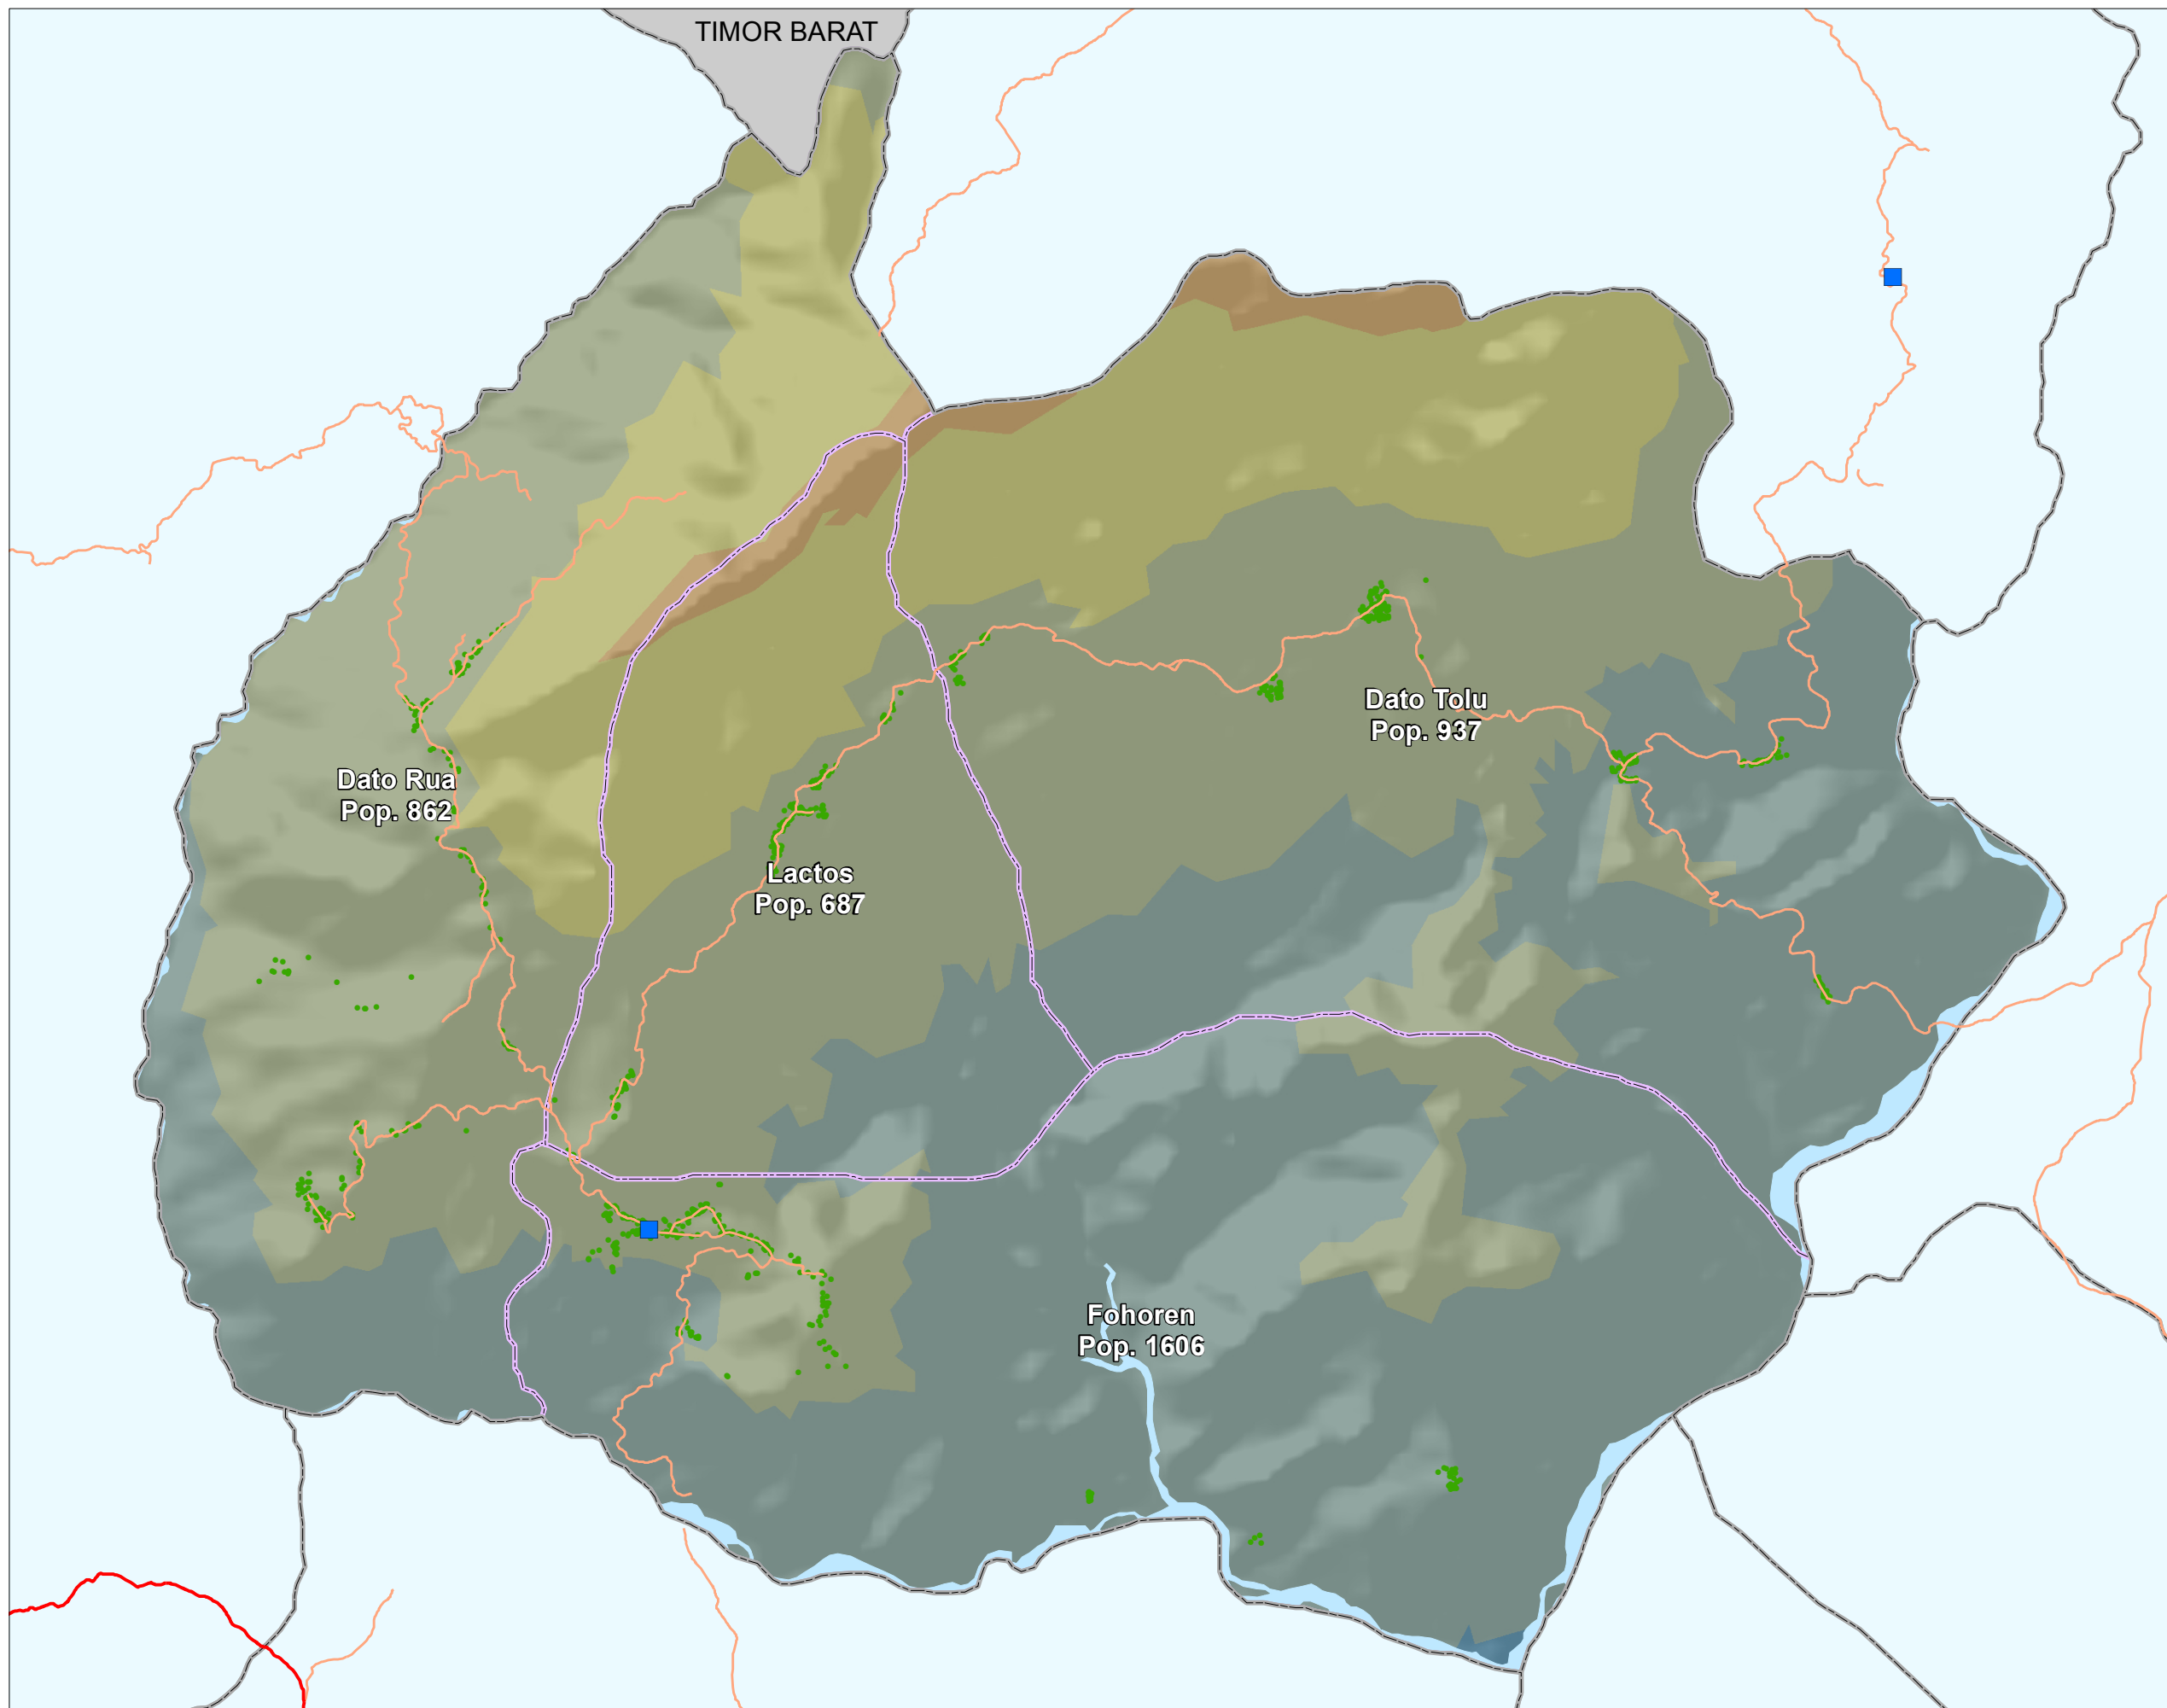 TIMOR BARAT
Dato Tolu
Pop. 937
Dato Rua
Pop. 862
Lactos
Pop. 687
Fohoren
Pop. 1606